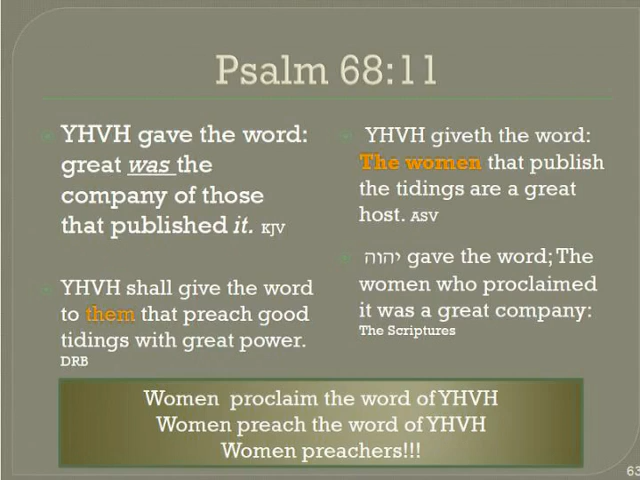 Psalm 68:11
YHVH gave the word:
great was the
company of those
that published it. KJV
YHVH shall give the word
to them that preach good
tidings with great power.
DRB
YHVH giveth the word:
The women that publish
the tidings are a great
host. ASV
יהוה gave the word; The
women who proclaimed
it was a great company:
The Scriptures
Women proclaim the word of YHVH
Women preach the word of YHVH
Women preachers!!!
63